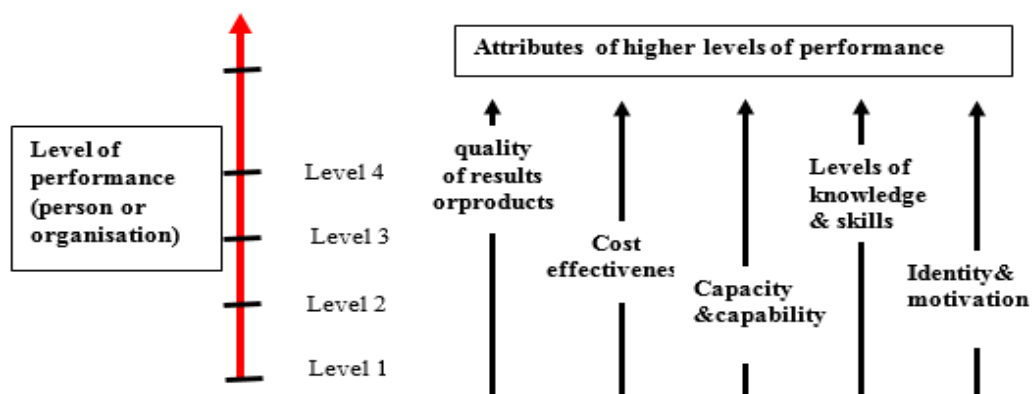 Attributes of higher levels of performance
Level of
performance
(person or
organisation)
Level 4
Level 3
Level 2
Level 1
quality
of results
orproducts
Cost
effectivenes
Capacity
&capability
Levels of
knowledge
& skills
Identity&
motivation